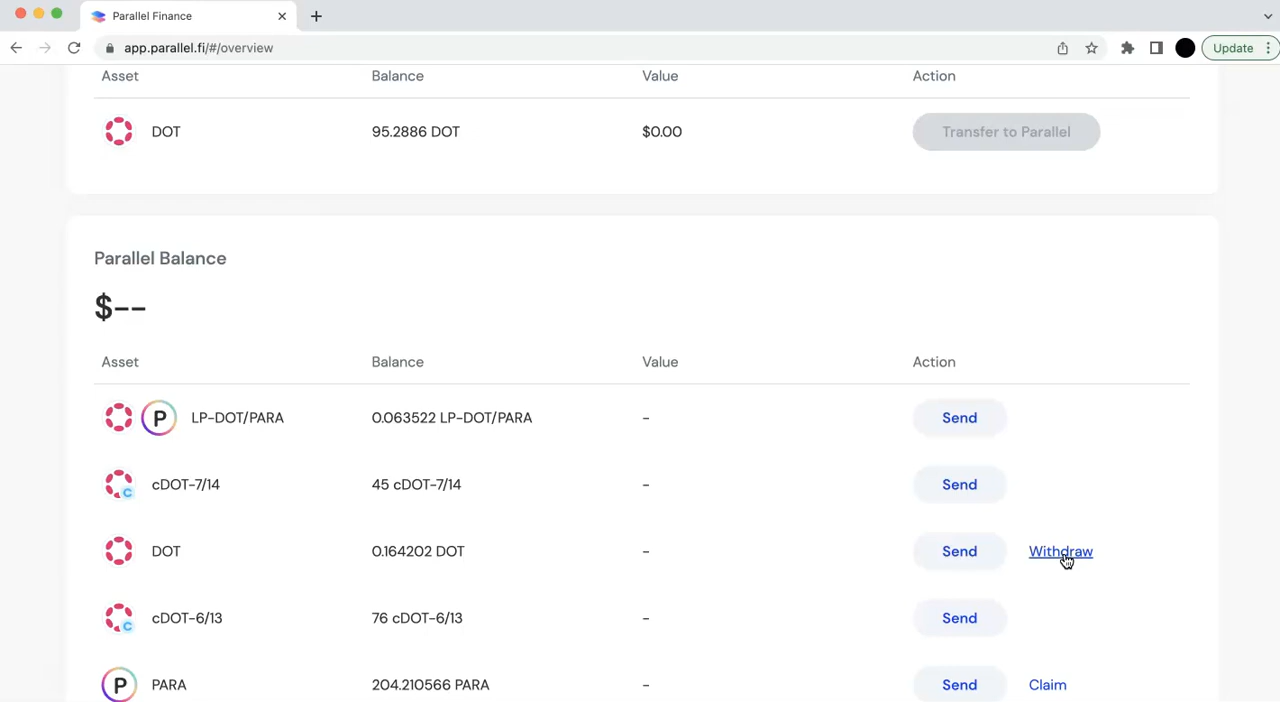 Parallel Finance
app.parallel.fi/#/overview
Update
Asset Balance Value Action
DOT 95.2886 DOT $0.00 Transfer to Parallel
Parallel Balance
$--
Asset Balance Value Action
P LP-DOT/PARA 0.063522 LP-DOT/PARA - Send
C cDOT-7/14 45 cDOT-7/14 - Send
DOT 0.164202 DOT - Send Withdraw
C cDOT-6/13 76 cDOT-6/13 - Send
P PARA 204.210566 PARA - Send Claim